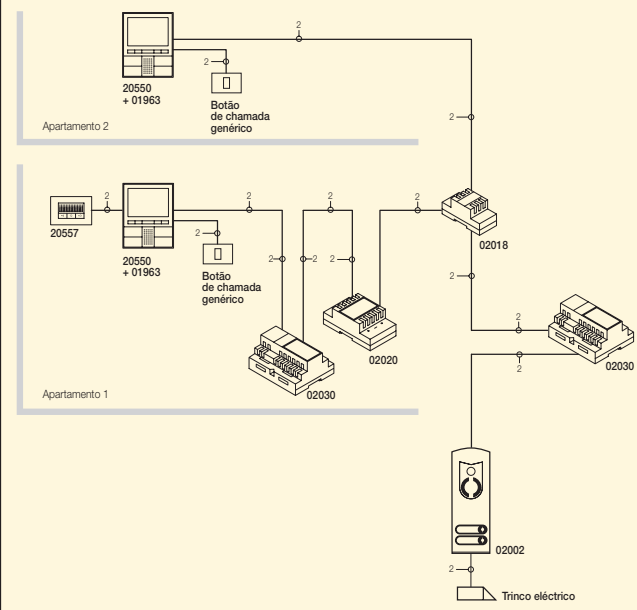 2
2
20550
+ 01963
Botão
de chamada
genérico
Apartamento 2
2
2
2
2
2
2
20557
20550
+ 01963
2
02018
Botão
de chamada
genérico
2
2
2
2
2
2
02020
02030
02030
Apartamento 1
02002
2
Trinco eléctrico